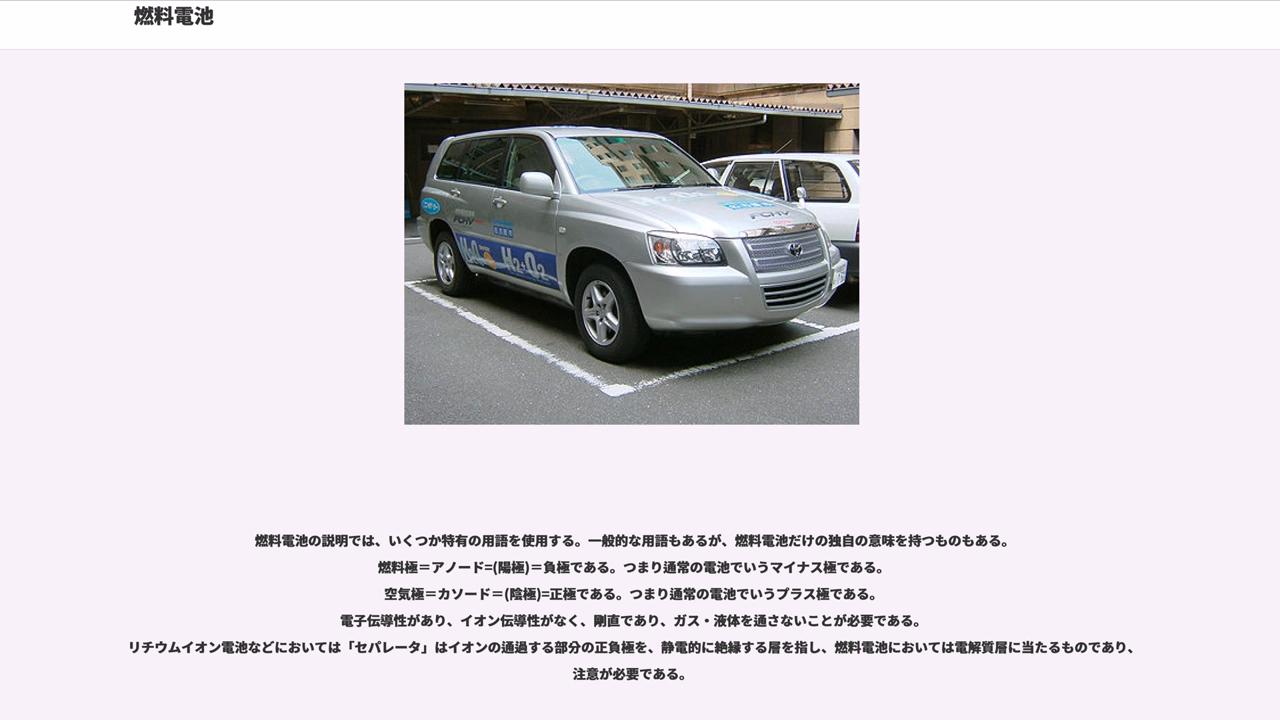 燃料電池
FCHV
H2O H2+O2
燃料電池の説明では、いくつか特有の用語を使用する。一般的な用語もあるが、燃料電池だけの独自の意味を持つものもある。
燃料極＝アノード=(陽極)＝負極である。つまり通常の電池でいうマイナス極である。
空気極＝カソード＝(陰極)=正極である。つまり通常の電池でいうプラス極である。
電子伝導性があり、イオン伝導性がなく、剛直であり、ガス・液体を通さないことが必要である。
リチウムイオン電池などにおいては「セパレータ」はイオンの通過する部分の正負極を、静電的に絶縁する層を指し、燃料電池においては電解質層に当たるものであり、
注意が必要である。